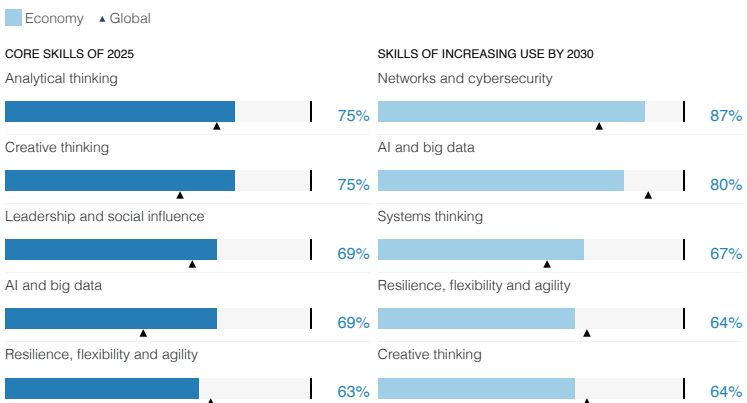 Economy Global
CORE SKILLS OF 2025
Analytical thinking
75%
Creative thinking
75%
Leadership and social influence
69%
AI and big data
69%
Resilience, flexibility and agility
63%
SKILLS OF INCREASING USE BY 2030
Networks and cybersecurity
87%
AI and big data
80%
Systems thinking
67%
Resilience, flexibility and agility
64%
Creative thinking
64%